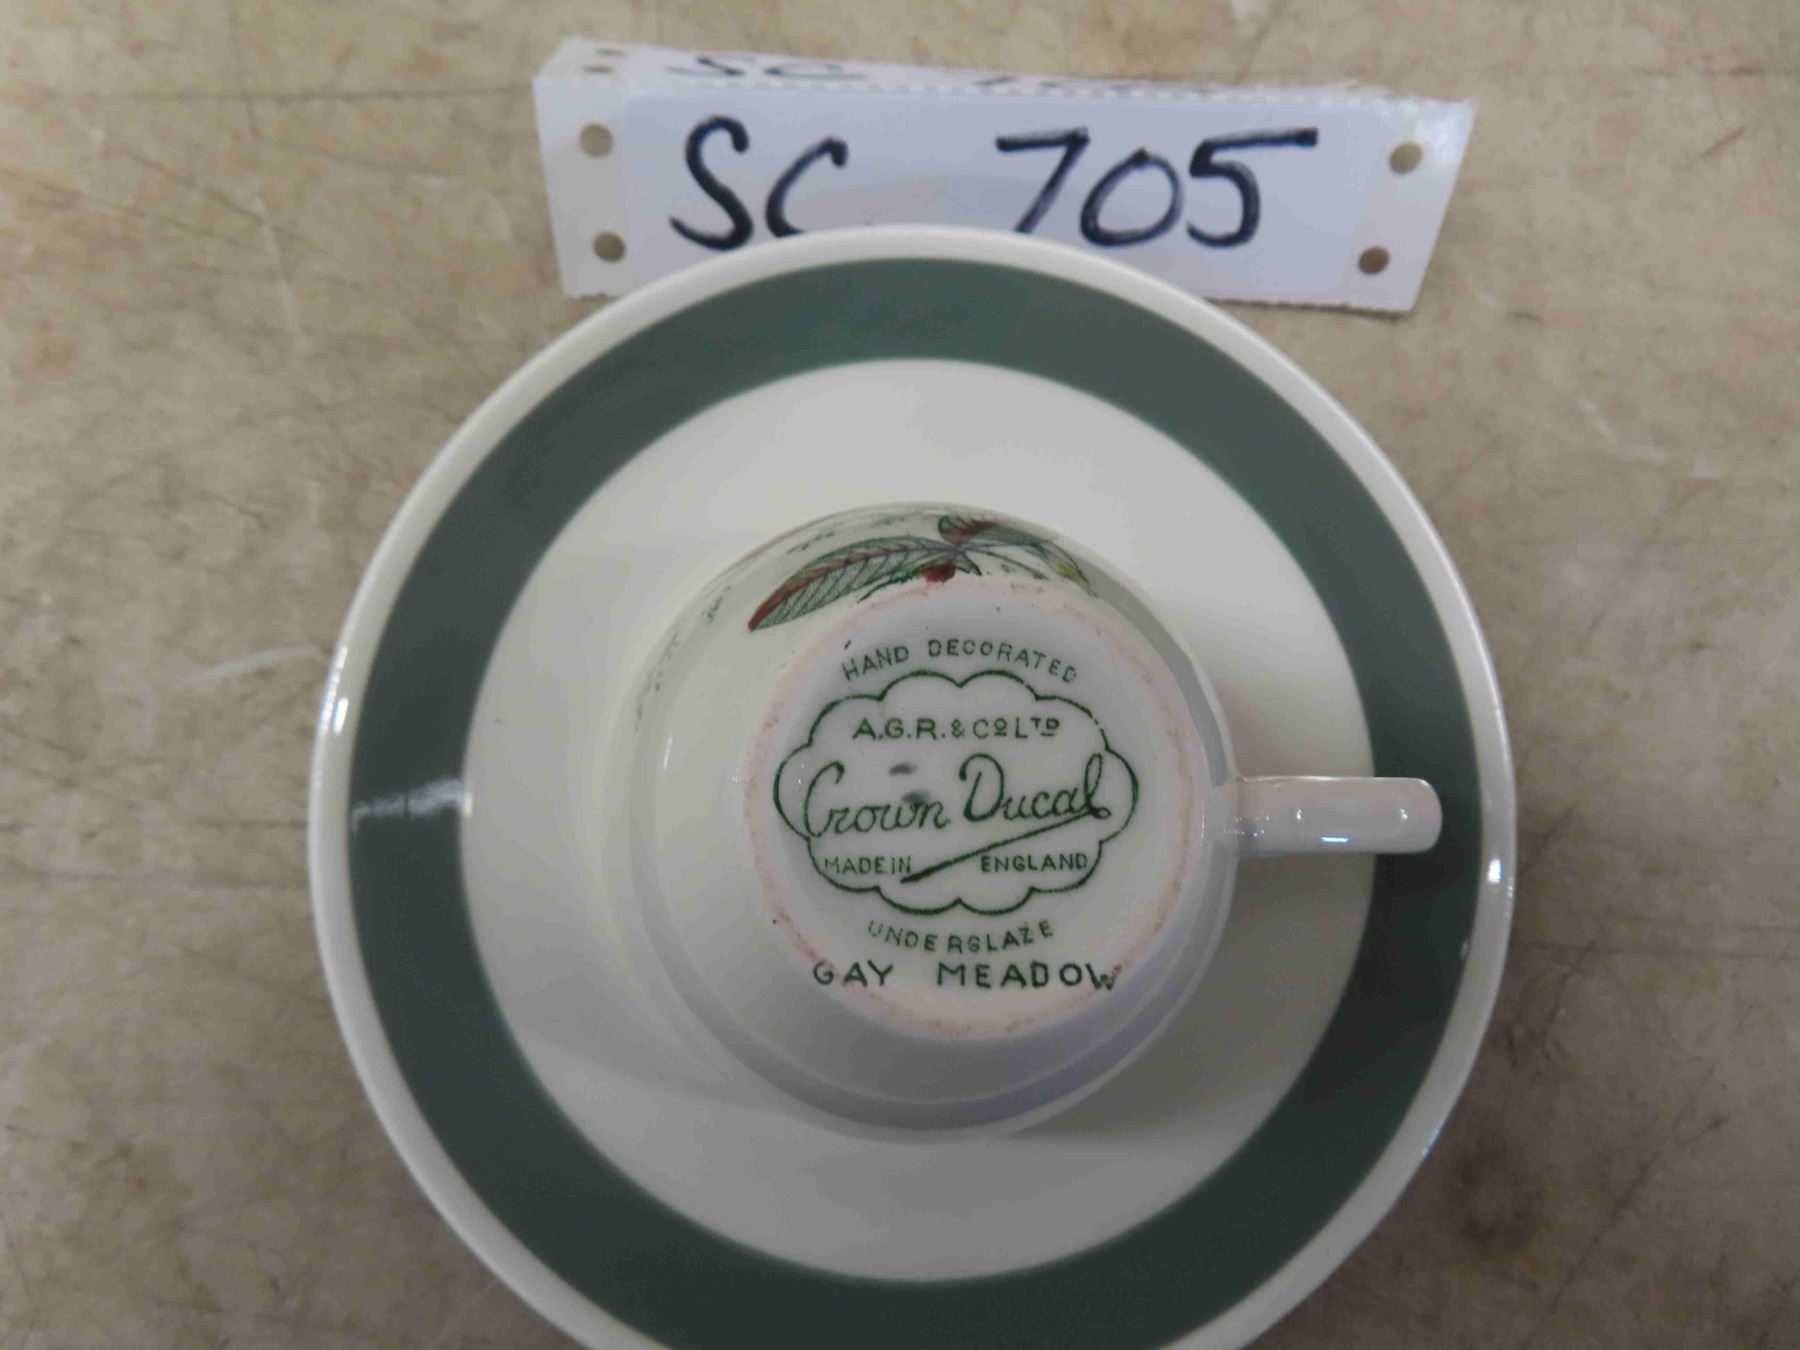 SC 705
HAND DECORATED
A.G.R. & Cº LTD
Crown Ducal
MADE IN ENGLAND
UNDERGLAZE
GAY MEADOW